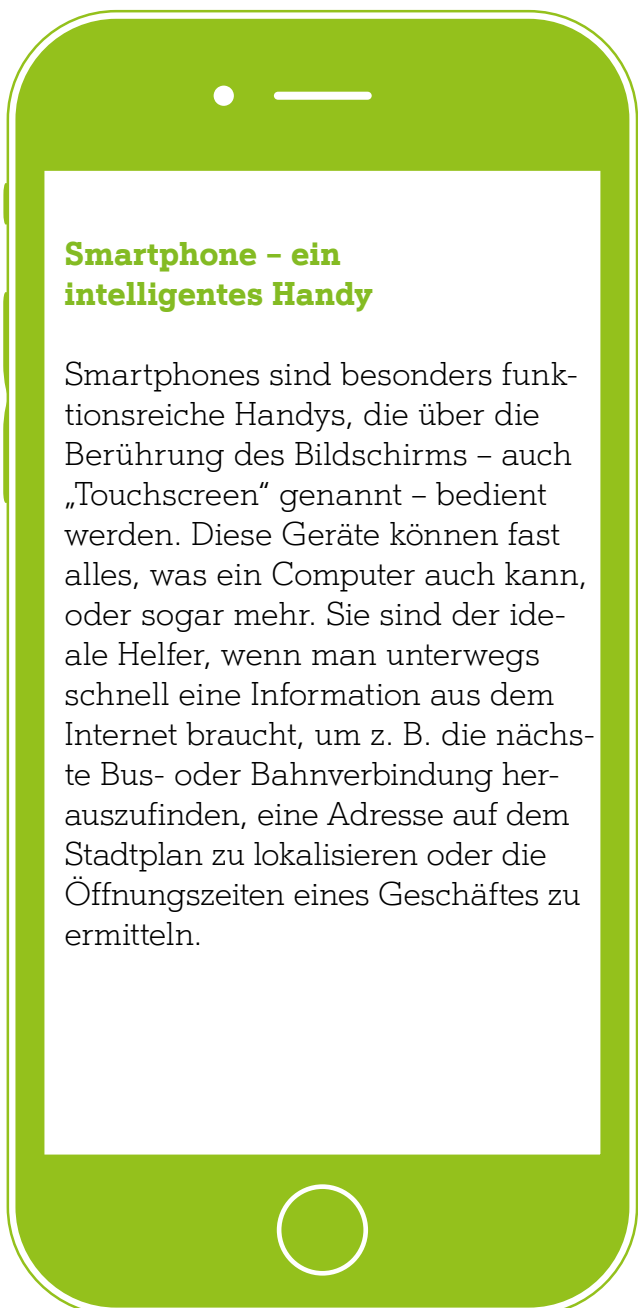 Smartphone – ein
intelligentes Handy
Smartphones sind besonders funk-
tionsreiche Handys, die über die
Berührung des Bildschirms – auch
„Touchscreen“ genannt – bedient
werden. Diese Geräte können fast
alles, was ein Computer auch kann,
oder sogar mehr. Sie sind der ide-
ale Helfer, wenn man unterwegs
schnell eine Information aus dem
Internet braucht, um z. B. die nächs-
te Bus- oder Bahnverbindung her-
auszufinden, eine Adresse auf dem
Stadtplan zu lokalisieren oder die
Öffnungszeiten eines Geschäftes zu
ermitteln.